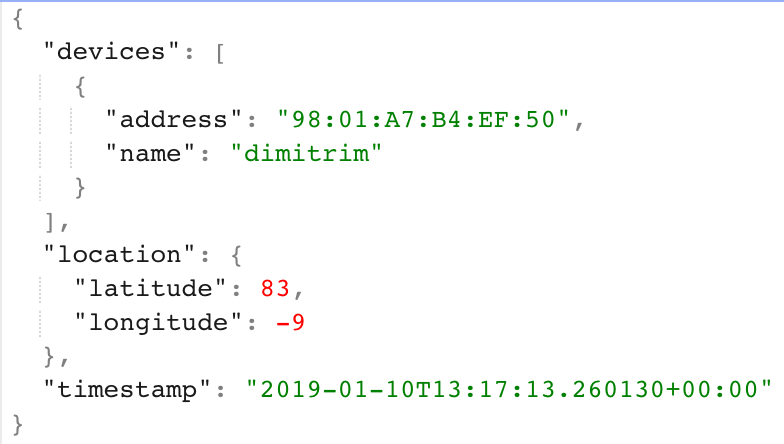 {
"devices": [
{
"address": "98:01:A7:B4:EF:50",
"name": "dimitrim"
}
],
"location": {
"latitude": 83,
"longitude": -9
},
"timestamp": "2019-01-10T13:17:13.260130+00:00"
}